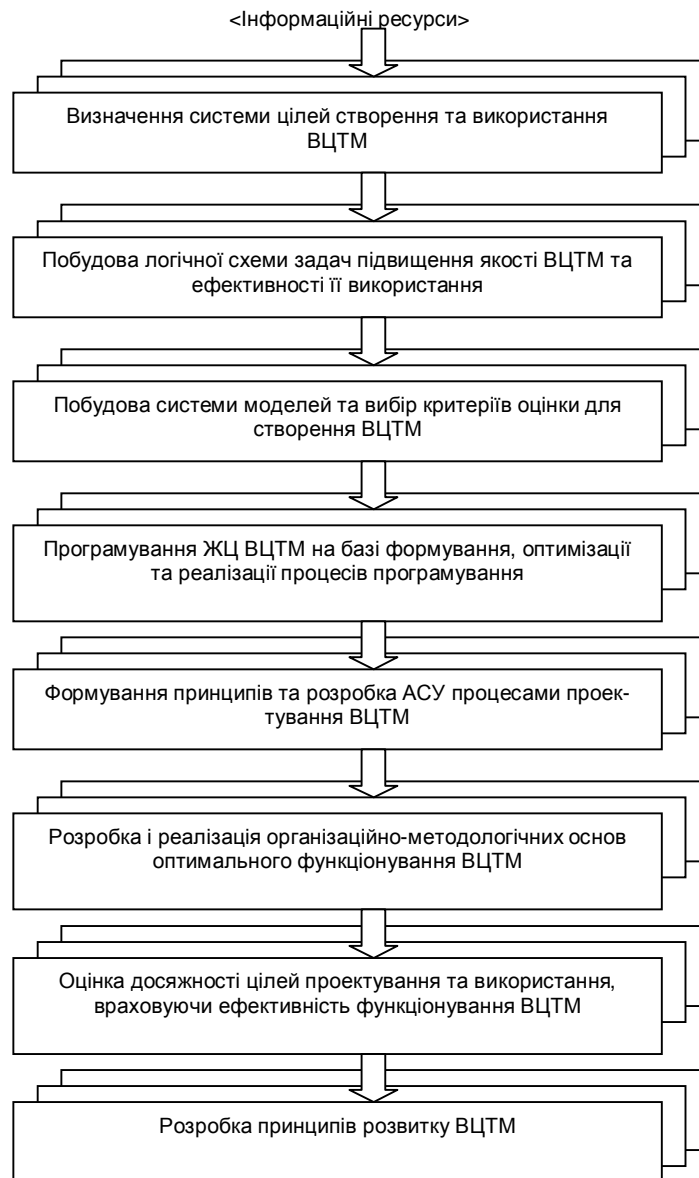 <Інформаційні ресурси>
Визначення системи цілей створення та використання
ВЦТМ
Побудова логічної схеми задач підвищення якості ВЦТМ та
ефективності її використання
Побудова системи моделей та вибір критеріїв оцінки для
створення ВЦТМ
Програмування ЖЦ ВЦТМ на базі формування, оптимізації
та реалізації процесів програмування
Формування принципів та розробка АСУ процесами проек-
тування ВЦТМ
Розробка і реалізація організаційно-методологічних основ
оптимального функціонування ВЦТМ
Оцінка досяжності цілей проектування та використання,
враховуючи ефективність функціонування ВЦТМ
Розробка принципів розвитку ВЦТМ